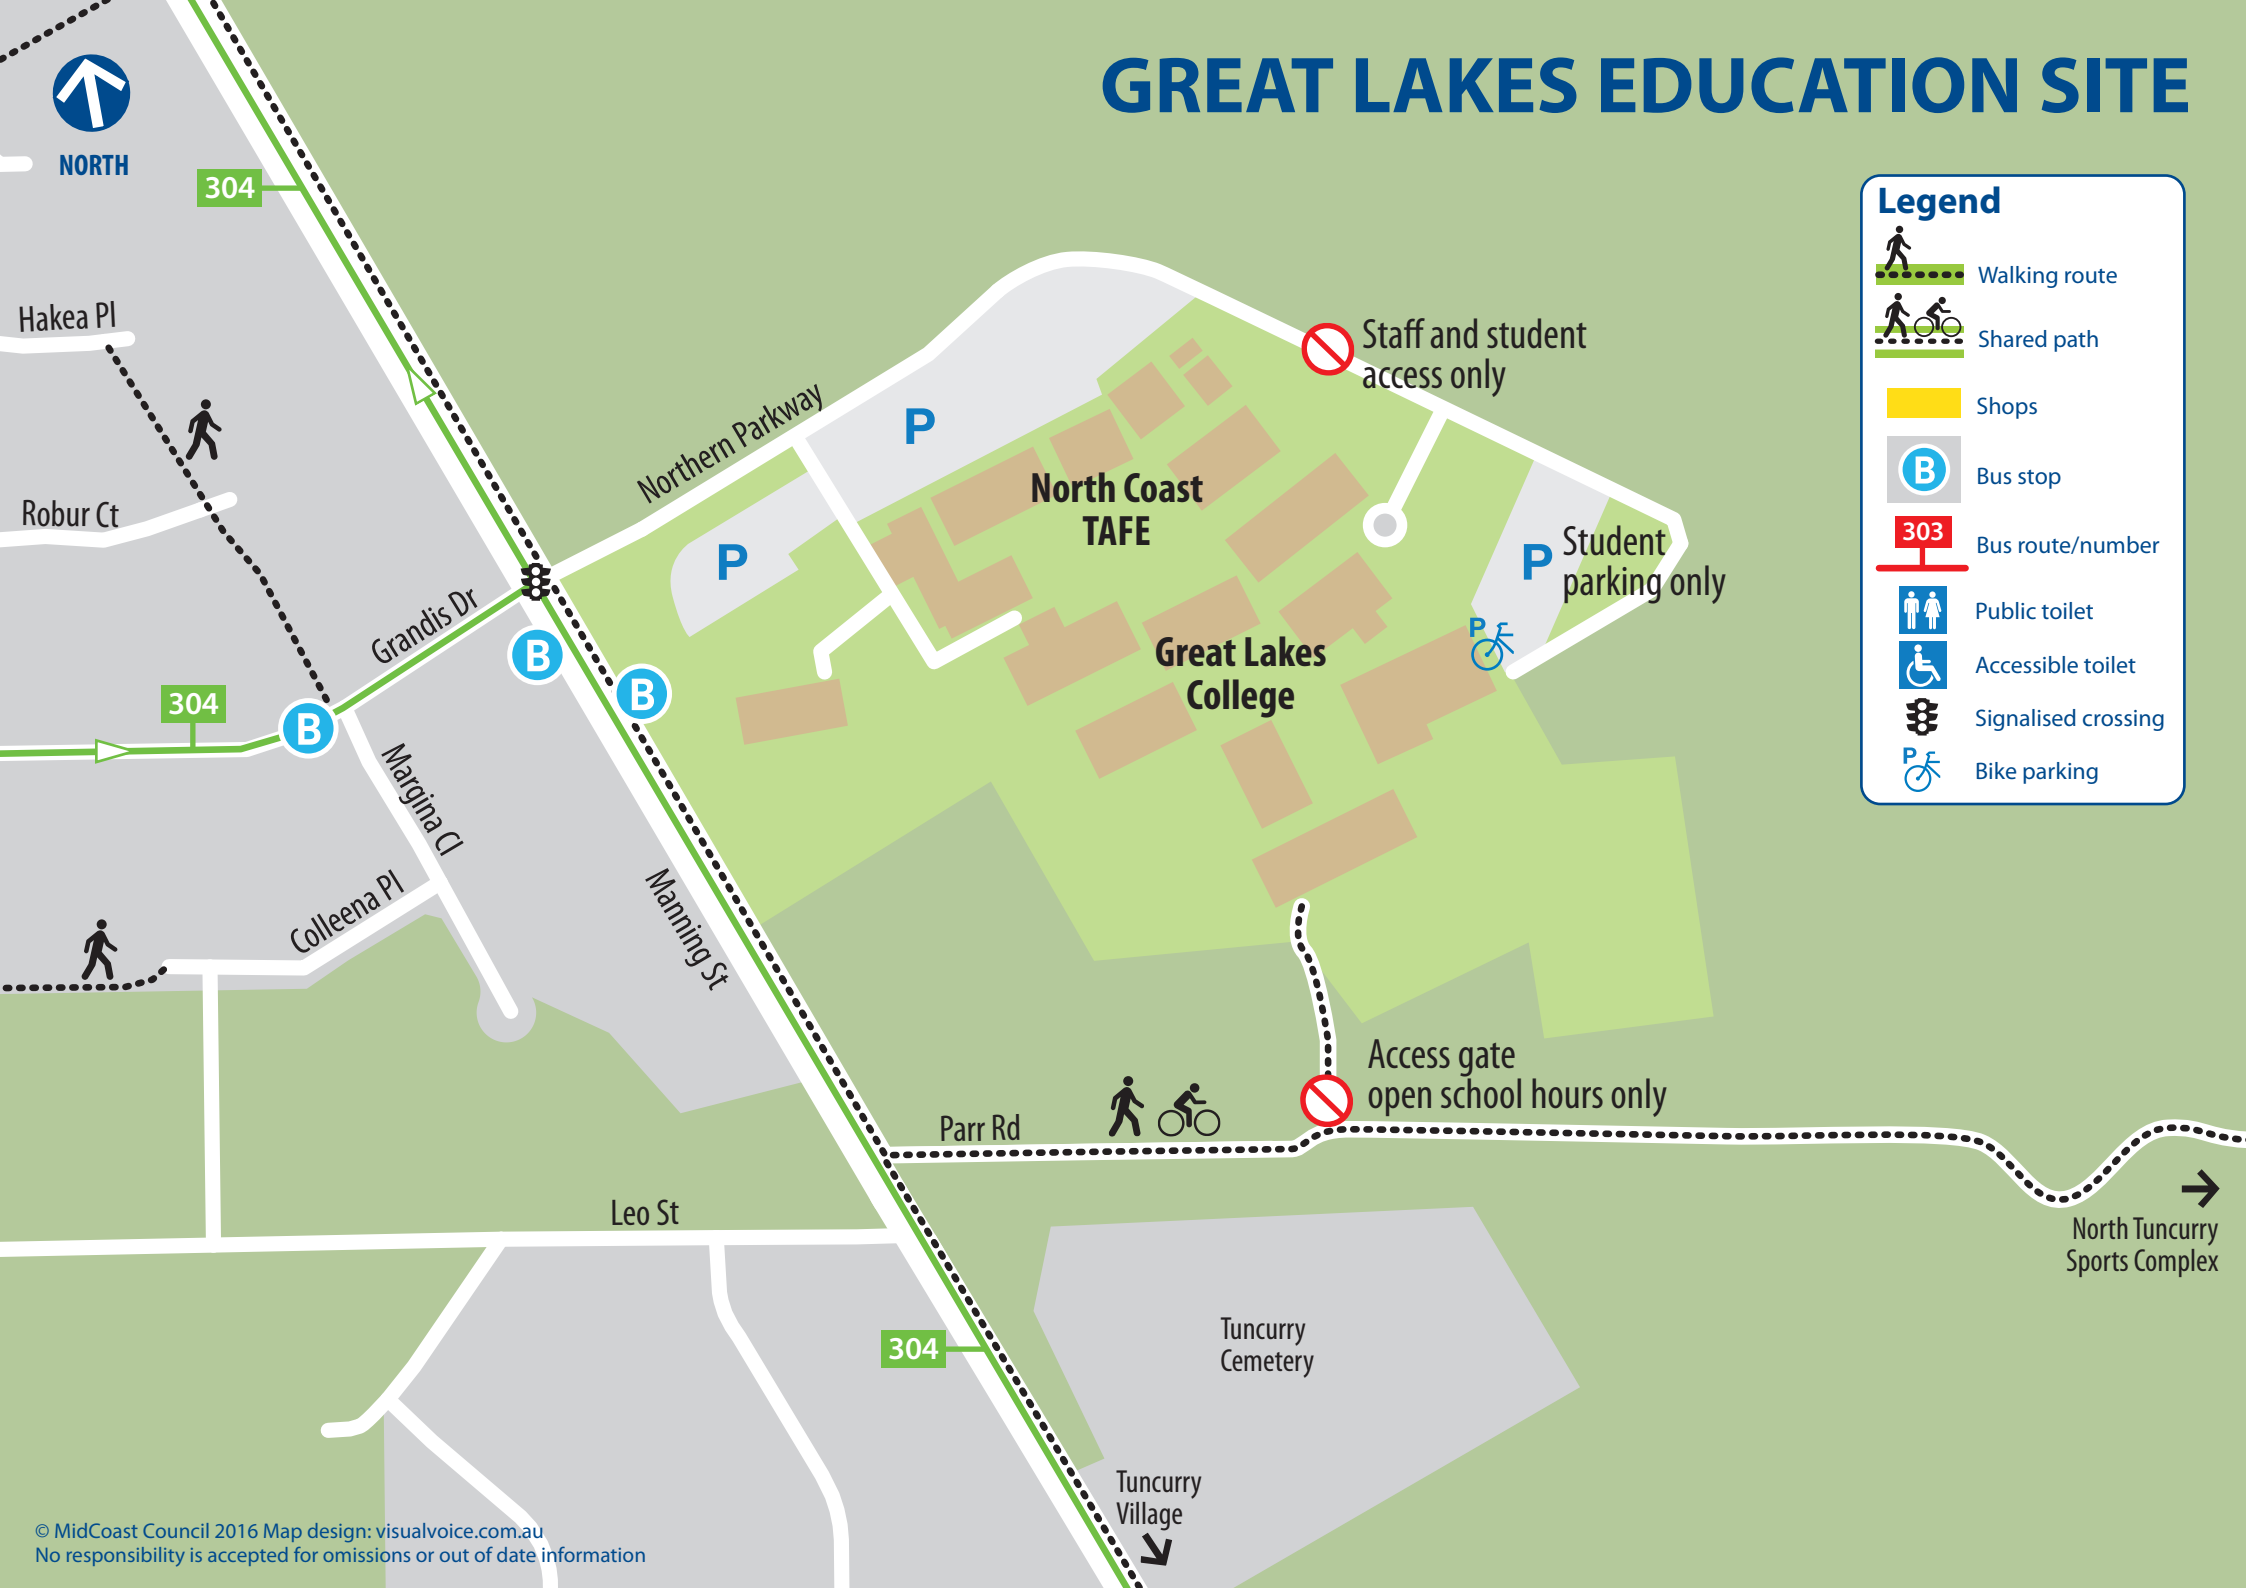 GREAT LAKES EDUCATION SITE
NORTH
304
Legend
Walking route
Shared path
Shops
B
Bus stop
303
Bus route/number
Public toilet
Accessible toilet
Signalised crossing
P
Bike parking
Hakea Pl
Robur Ct
Grandis Dr
304
B
B
B
Margina Cl
Colleena Pl
Manning St
Northern Parkway
P
P
Staff and student
access only
North Coast
TAFE
P
Student
parking only
P
Great Lakes
College
Access gate
open school hours only
Parr Rd
Leo St
304
North Tuncurry
Sports Complex
Tuncurry
Cemetery
Tuncurry
Village
© MidCoast Council 2016 Map design: visualvoice.com.au
No responsibility is accepted for omissions or out of date information